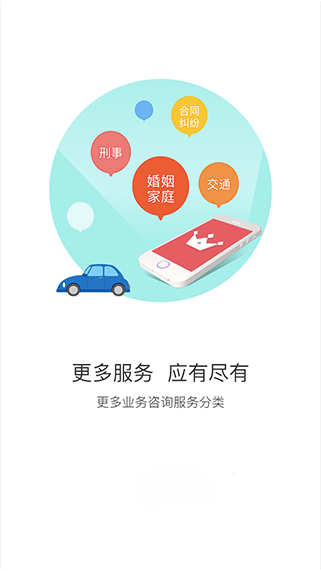 合同
纠纷
刑事
婚姻
家庭
交通
更多服务 应有尽有
更多业务咨询服务分类